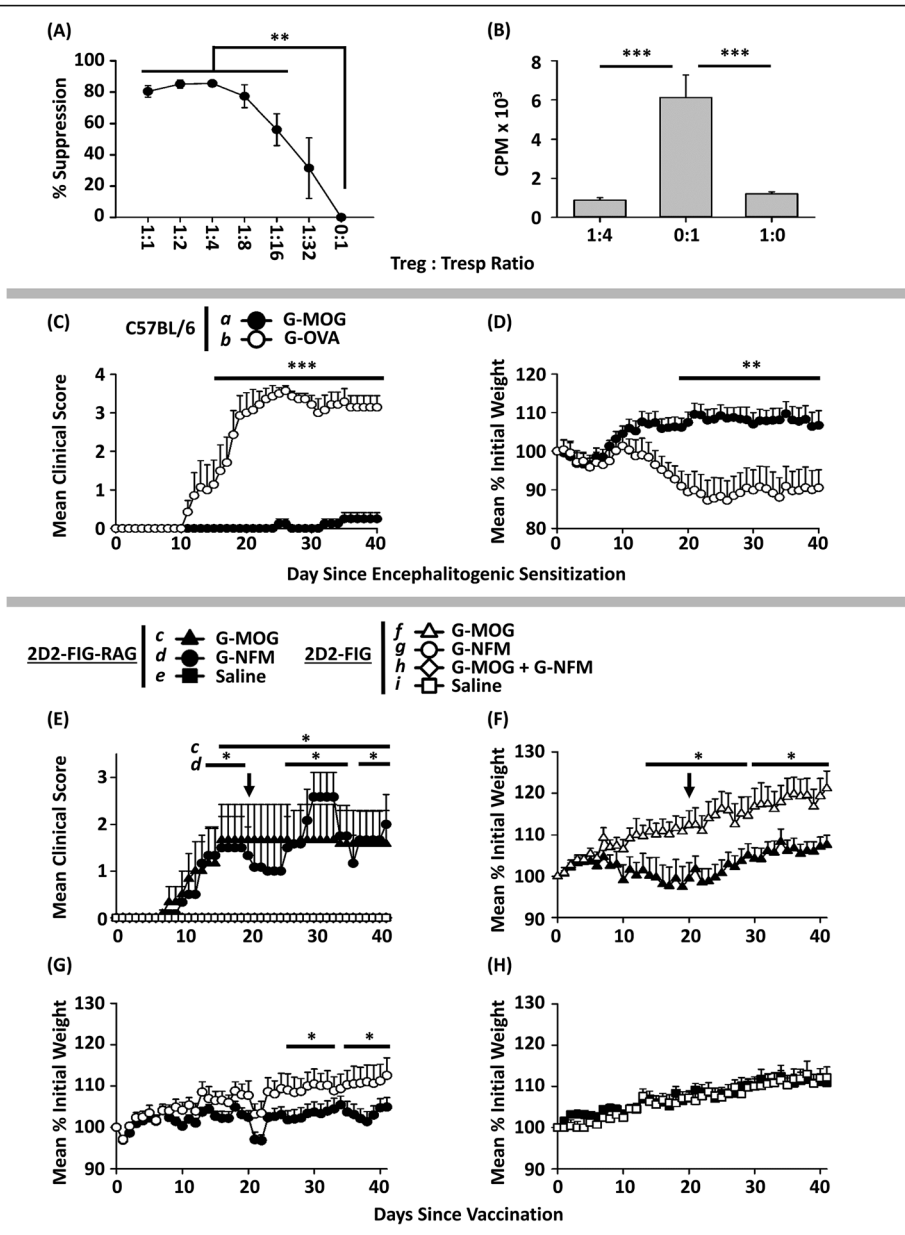 (A)
**
100
80
60
40
20
0
% Suppression
1:1
1:2
1:4
1:8
1:16
1:32
0:1
(B)
***
***
8
6
4
2
0
CPM x 10³
1:4
0:1
1:0
Treg : Tresp Ratio
(C)
C57BL/6
a G-MOG
b G-OVA
***
4
3
2
1
0
Mean Clinical Score
0 10 20 30 40
(D)
**
120
110
100
90
80
Mean % Initial Weight
0 10 20 30 40
Day Since Encephalitogenic Sensitization
2D2-FIG-RAG
c G-MOG
d G-NFM
e Saline
2D2-FIG
f G-MOG
g G-NFM
h G-MOG + G-NFM
i Saline
(E)
c *
d * * *
3
2
1
0
Mean Clinical Score
0 10 20 30 40
(F)
* *
130
120
110
100
90
Mean % Initial Weight
0 10 20 30 40
(G)
* *
130
120
110
100
90
Mean % Initial Weight
0 10 20 30 40
(H)
130
120
110
100
90
Mean % Initial Weight
0 10 20 30 40
Days Since Vaccination